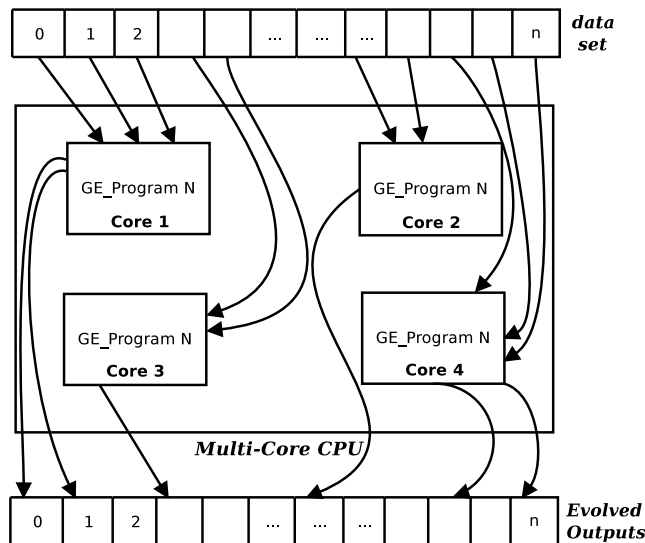 0 1 2 ... ... ... n
data
set
GE_Program N
Core 1
GE_Program N
Core 2
GE_Program N
Core 3
GE_Program N
Core 4
Multi-Core CPU
0 1 2 ... ... ... n
Evolved
Outputs